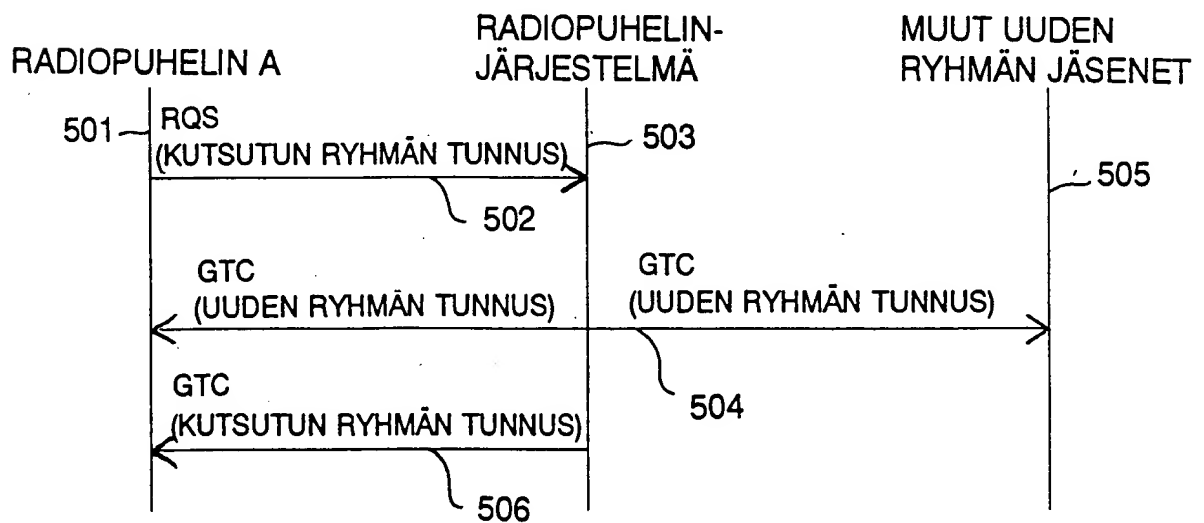 RADIOPUHELIN A
RADIOPUHELIN-
JÄRJESTELMÄ
MUUT UUDEN
RYHMÄN JÄSENET
501
RQS
(KUTSUTUN RYHMÄN TUNNUS)
502
503
505
GTC
(UUDEN RYHMÄN TUNNUS)
GTC
(UUDEN RYHMÄN TUNNUS)
504
GTC
(KUTSUTUN RYHMÄN TUNNUS)
506